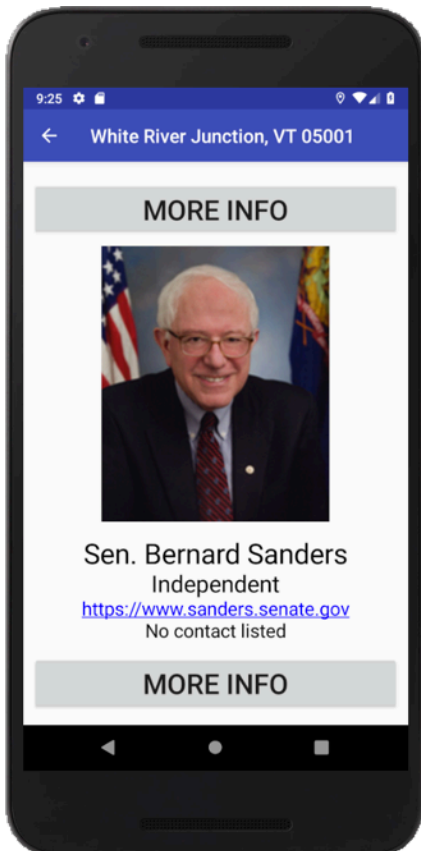 9:25
White River Junction, VT 05001
MORE INFO
Sen. Bernard Sanders
Independent
https://www.sanders.senate.gov
No contact listed
MORE INFO